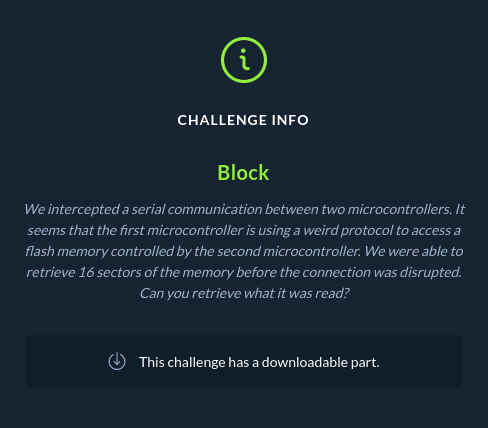 CHALLENGE INFO
Block
We intercepted a serial communication between two microcontrollers. It
seems that the first microcontroller is using a weird protocol to access a
flash memory controlled by the second microcontroller. We were able to
retrieve 16 sectors of the memory before the connection was disrupted.
Can you retrieve what it was read?
This challenge has a downloadable part.